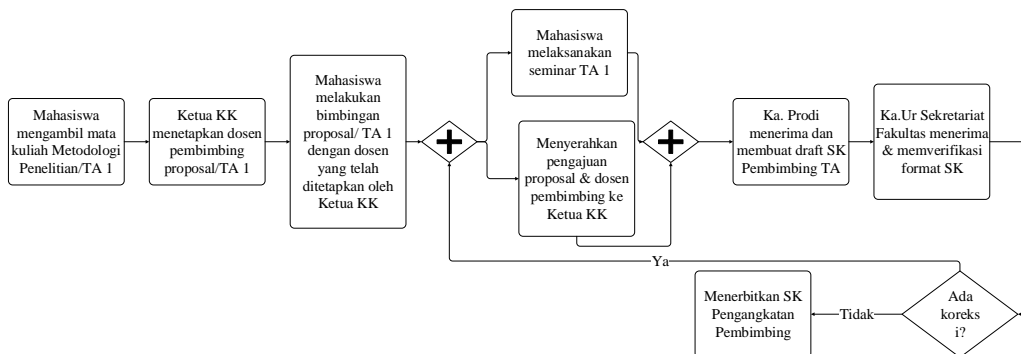 Mahasiswa
mengambil mata
kuliah Metodologi
Penelitian/TA 1
Ketua KK
menetapkan dosen
pembimbing
proposal/TA 1
Mahasiswa
melakukan
bimbingan
proposal/ TA 1
dengan dosen
yang telah
ditetapkan oleh
Ketua KK
Mahasiswa
melaksanakan
seminar TA 1
Menyerahkan
pengajuan
proposal & dosen
pembimbing ke
Ketua KK
Ka. Prodi
menerima dan
membuat draft SK
Pembimbing TA
Ka.Ur Sekretariat
Fakultas menerima
& memverifikasi
format SK
Ada
koreks
i?
Ya
Tidak
Menerbitkan SK
Pengangkatan
Pembimbing